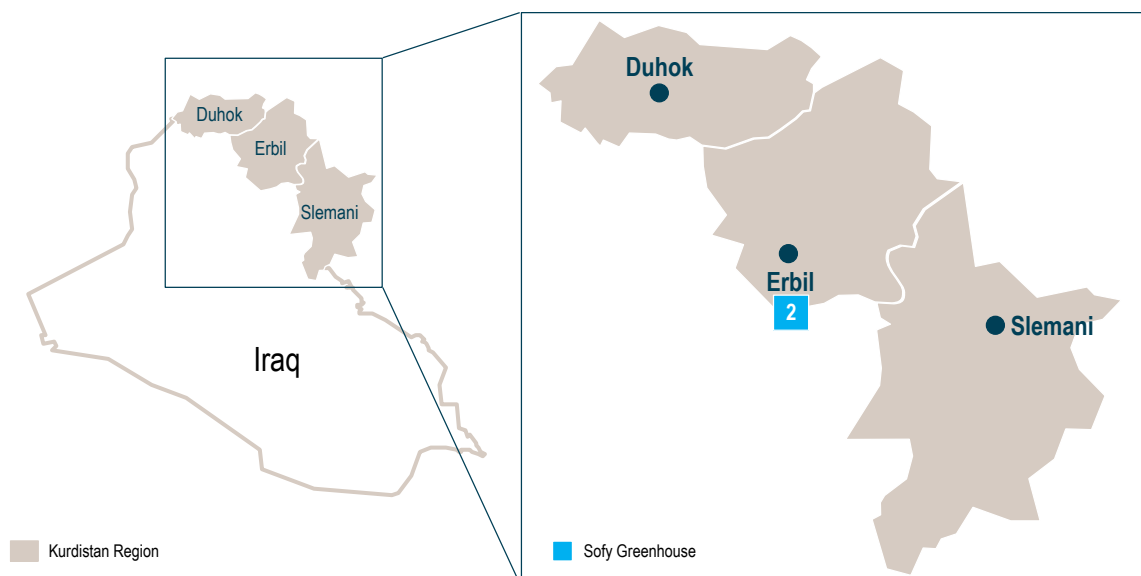 Duhok
Erbil
Slemani
Iraq
Kurdistan Region
Duhok
Erbil
2
Slemani
Sofy Greenhouse